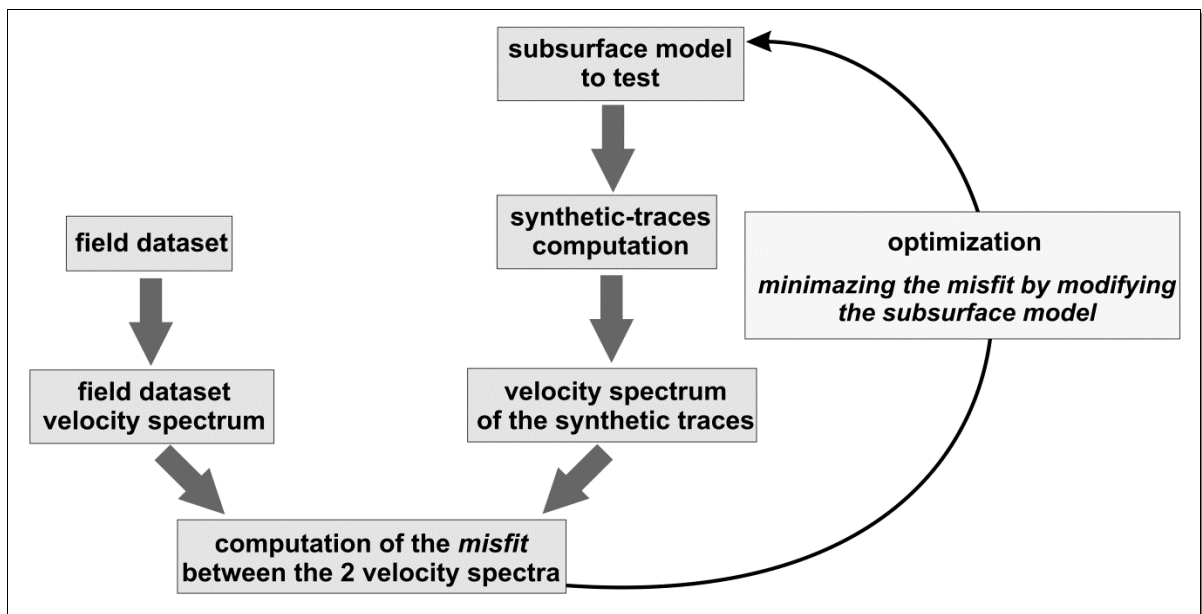 subsurface model
to test
synthetic-traces
computation
field dataset
optimization
minimazing the misfit by modifying
the subsurface model
field dataset
velocity spectrum
velocity spectrum
of the synthetic traces
computation of the misfit
between the 2 velocity spectra